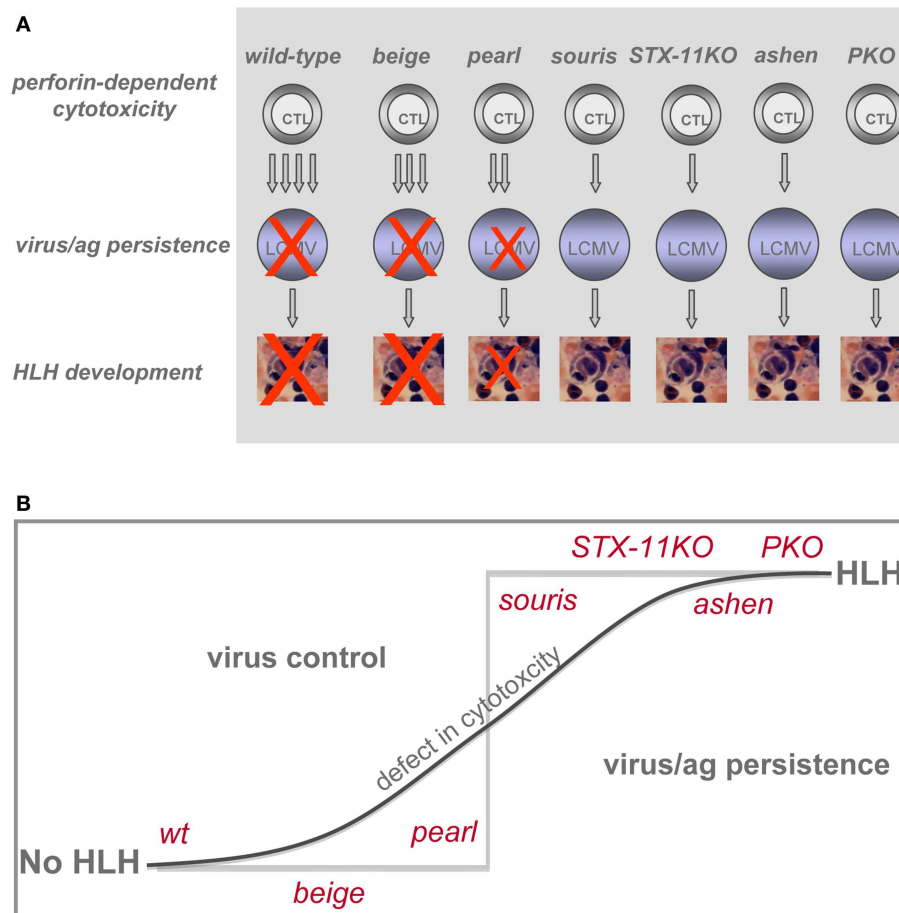 A
wild-type beige pearl souris STX-11KO ashen PKO
perforin-dependent
cytotoxicity
CTL CTL CTL CTL CTL CTL CTL
virus/ag persistence
LCMV LCMV LCMV LCMV LCMV LCMV LCMV
HLH development
B
STX-11KO PKO
HLH
souris ashen
virus control
defect in cytotoxcity
virus/ag persistence
wt
pearl
No HLH
beige